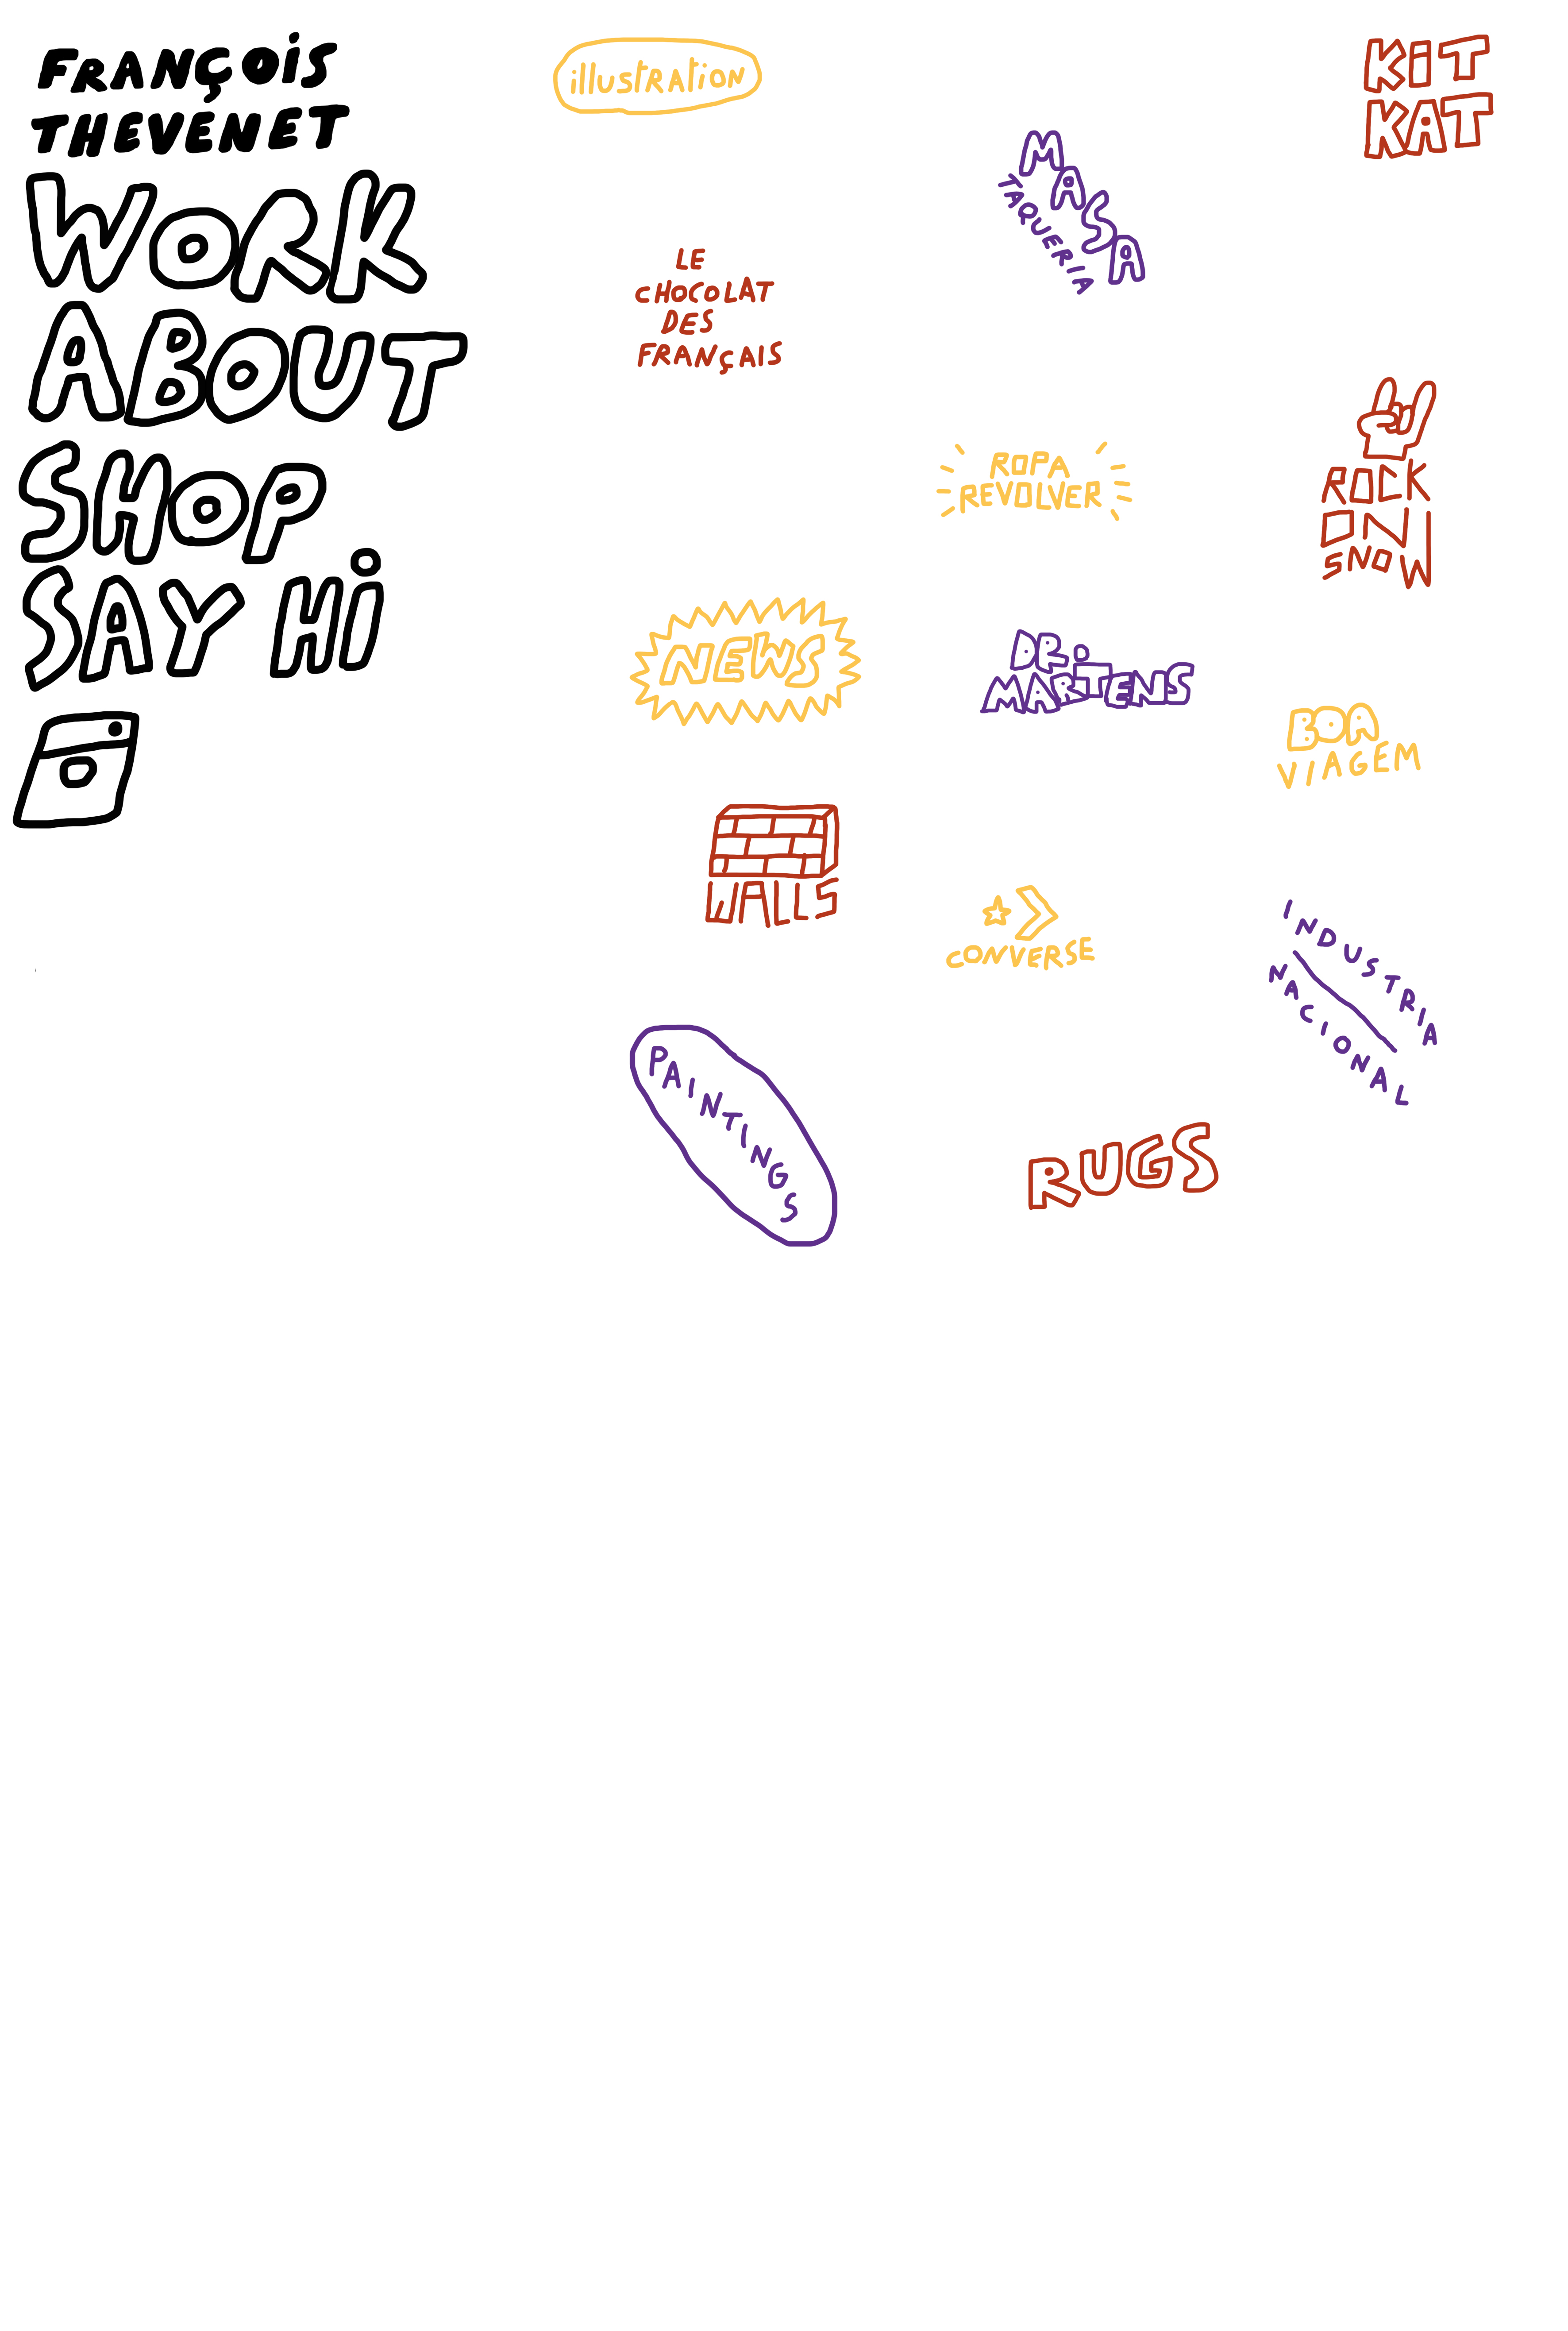 FRANÇOiS
THEVENET
WORK
ABOUT
SHOP
SAY Hi
illustRAtion
KIT
KAT
MASA
TAQUERIA
LE
CHOÇOLAT
DES
FRANÇAIS
ROPA
REVOLVER
ROCK
ON
SNOW
NEWS
DR.
MARTENS
BOA
VIAGEM
WALLS
CONVERSE
INDUSTRIA
NACIONAL
PAINTINGS
RUGS